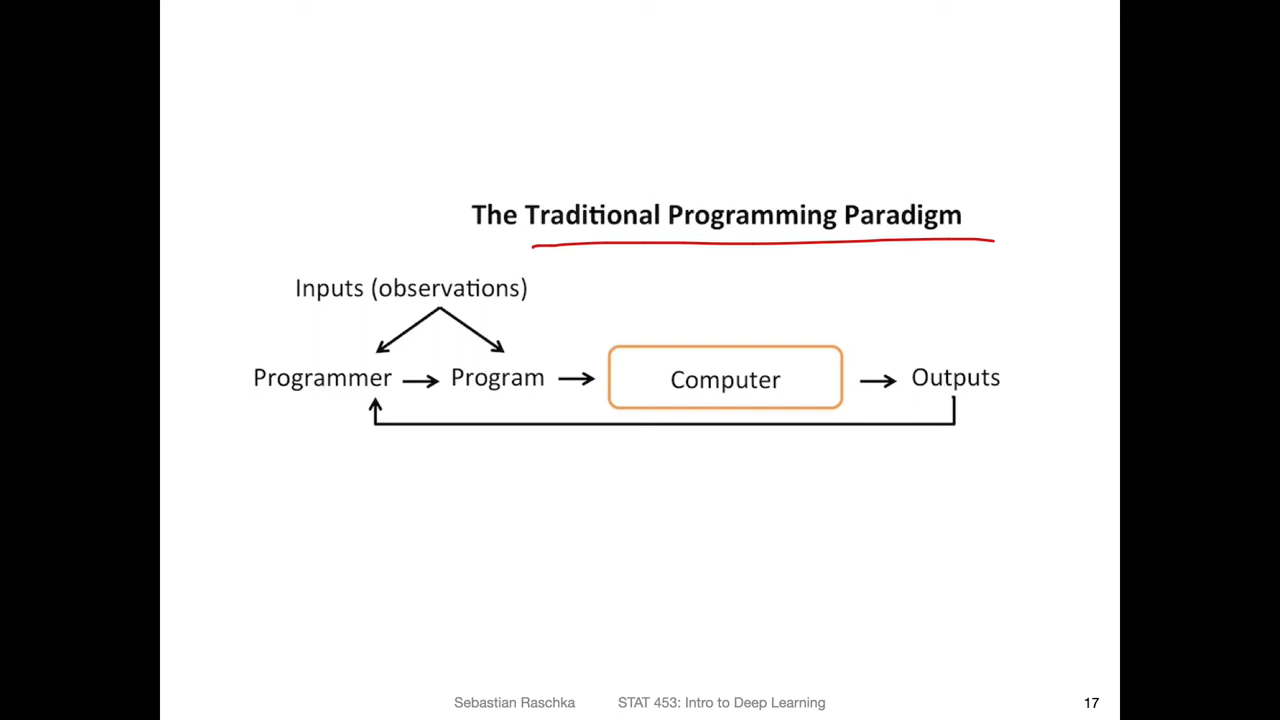 The Traditional Programming Paradigm
Inputs (observations)
Programmer Program Computer Outputs
Sebastian Raschka STAT 453: Intro to Deep Learning 17